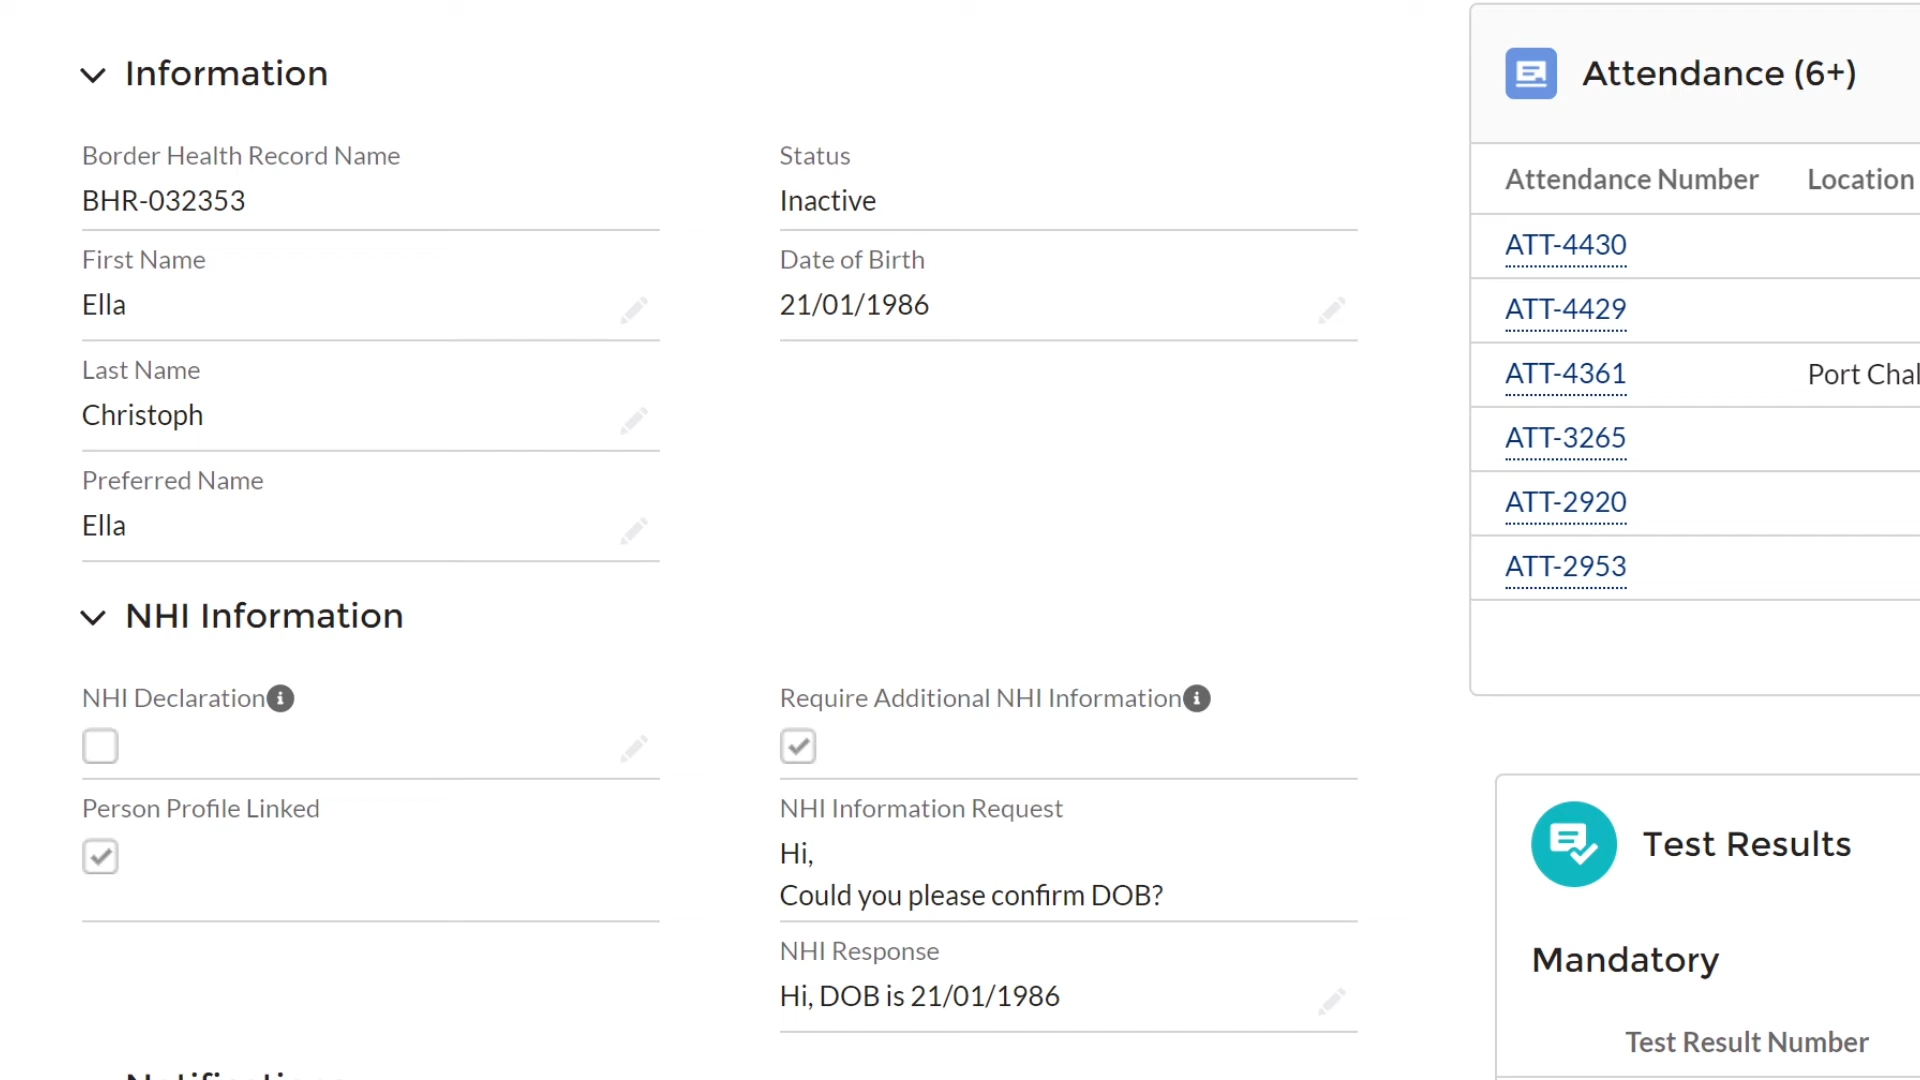 Information
Border Health Record Name
BHR-032353
Status
Inactive
First Name
Ella
Date of Birth
21/01/1986
Last Name
Christoph
Preferred Name
Ella
NHI Information
NHI Declaration
Require Additional NHI Information
Person Profile Linked
NHI Information Request
Hi,
Could you please confirm DOB?
NHI Response
Hi, DOB is 21/01/1986
Attendance (6+)
Attendance Number Location
ATT-4430
ATT-4429
ATT-4361 Port Chal
ATT-3265
ATT-2920
ATT-2953
Test Results
Mandatory
Test Result Number